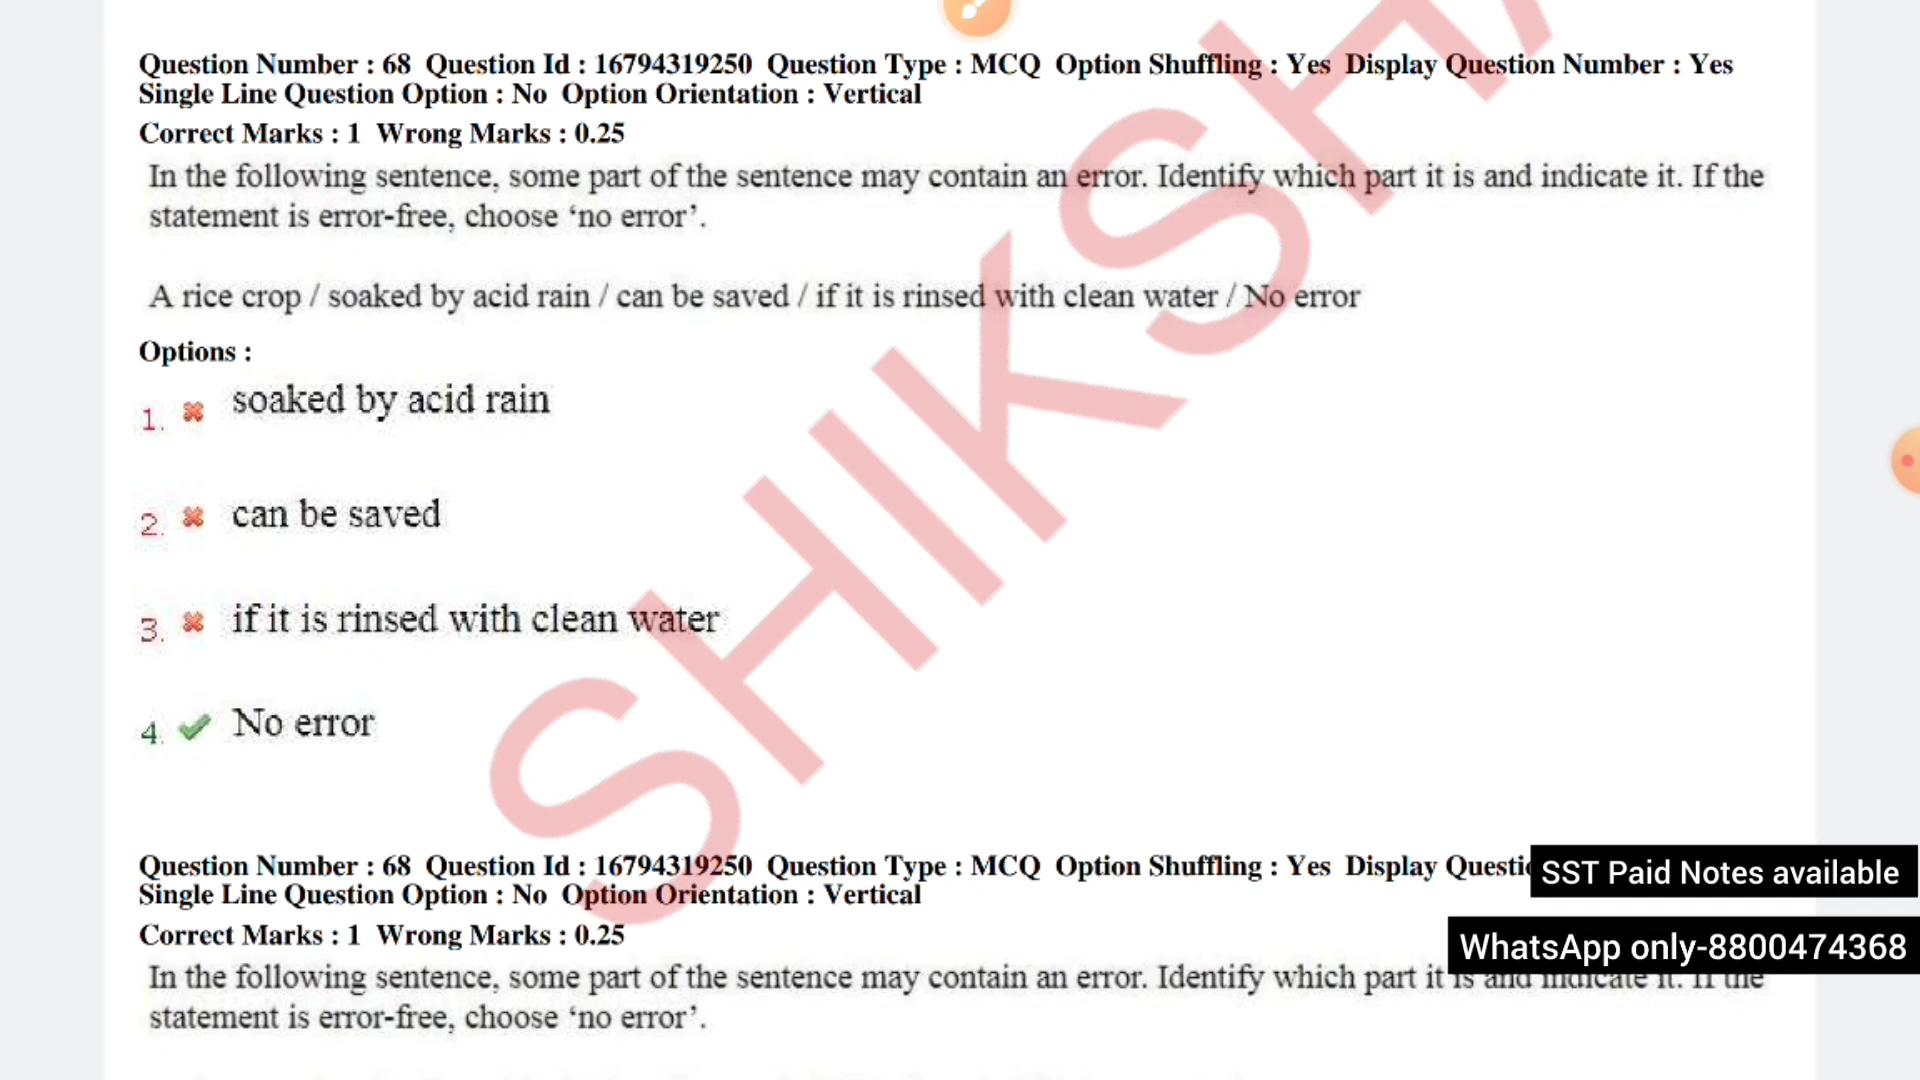 Question Number : 68 Question Id : 16794319250 Question Type : MCQ Option Shuffling : Yes Display Question Number : Yes
Single Line Question Option : No Option Orientation : Vertical
Correct Marks : 1 Wrong Marks : 0.25
In the following sentence, some part of the sentence may contain an error. Identify which part it is and indicate it. If the
statement is error-free, choose ‘no error’.
A rice crop / soaked by acid rain / can be saved / if it is rinsed with clean water / No error
Options :
1. soaked by acid rain
2. can be saved
3. if it is rinsed with clean water
4. No error
SHIKSHA
Question Number : 68 Question Id : 16794319250 Question Type : MCQ Option Shuffling : Yes Display
SST Paid Notes available
Single Line Question Option : No Option Orientation : Vertical
Correct Marks : 1 Wrong Marks : 0.25
WhatsApp only-8800474368
In the following sentence, some part of the sentence may contain an error. Identify which part it is and indicate it. If the
statement is error-free, choose ‘no error’.